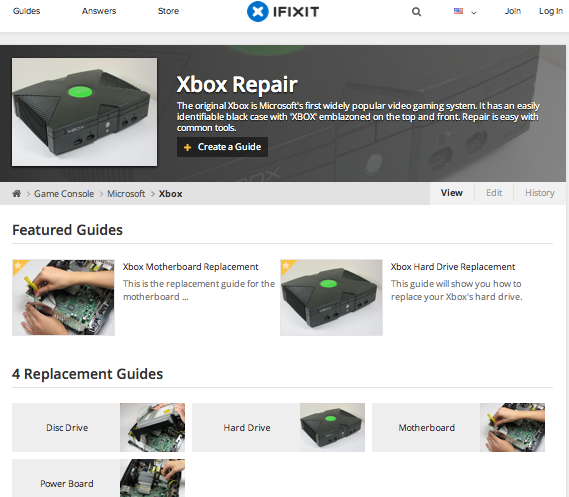 Guides Answers Store IFIXIT Join Log In
Xbox Repair
The original Xbox is Microsoft's first widely popular video gaming system. It has an easily
identifiable black case with 'XBOX' emblazoned on the top and front. Repair is easy with
common tools.
+ Create a Guide
Game Console > Microsoft > Xbox View Edit History
Featured Guides
Xbox Motherboard Replacement
This is the replacement guide for the
motherboard ...
Xbox Hard Drive Replacement
This guide will show you how to
replace your Xbox's hard drive.
4 Replacement Guides
Disc Drive Hard Drive Motherboard
Power Board